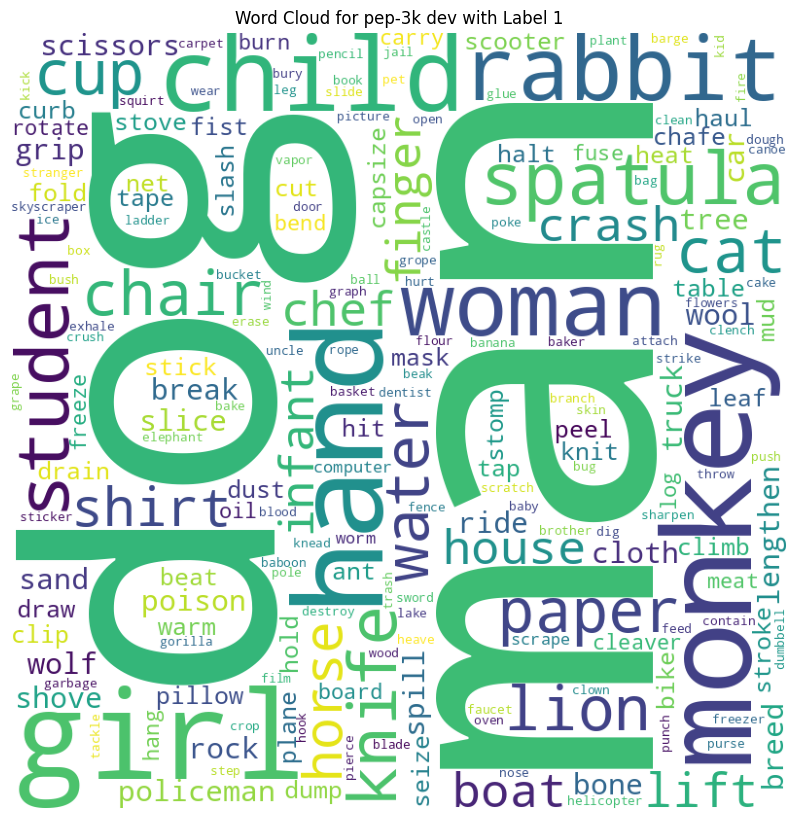 Word Cloud for pep-3k dev with Label 1
scissors carpet burn pencil carry jail scooter plant barge kid
kick cup child rabbit
squirt wear bury leg book slide pet glue fire
curb picture open clean haul dough
rotate stove fist capsize finger halt fuse heat chafe car canoe
grip slash vapor bag
stranger net cut spatula
fold tape door poke
skyscraper ladder bend castle crash tree
ice grope rug cat
student box bucket ball hurt
bush chair wind graph woman table cake
dog man
exhale erase chef flour banana baker attach flowers wool mud
crush uncle rope mask strike clench
stick hand beak monkey
grape freeze break bake infant basket dentist branch skin leaf
slice hit stomp peel truck
elephant knit push
drain computer water tap bug throw
dust scratch log
shirt oil blood fence baby brother dig sharpen lengthen
sticker knead worm ride
baboon house cloth climb
sand beat pole ant trash meat
draw poison sword
warm destroy lake paper feed contain
clip gorilla hold heave scrape cleaver stroke dumbbell
wolf film horse wood
garbage knife spill
shove pillow board lion clown biker
girl crop plane hook faucet freezer
tackle hang rock blade oven punch purse breed
step pierce seize nose
policeman dump boat helicopter bone lift